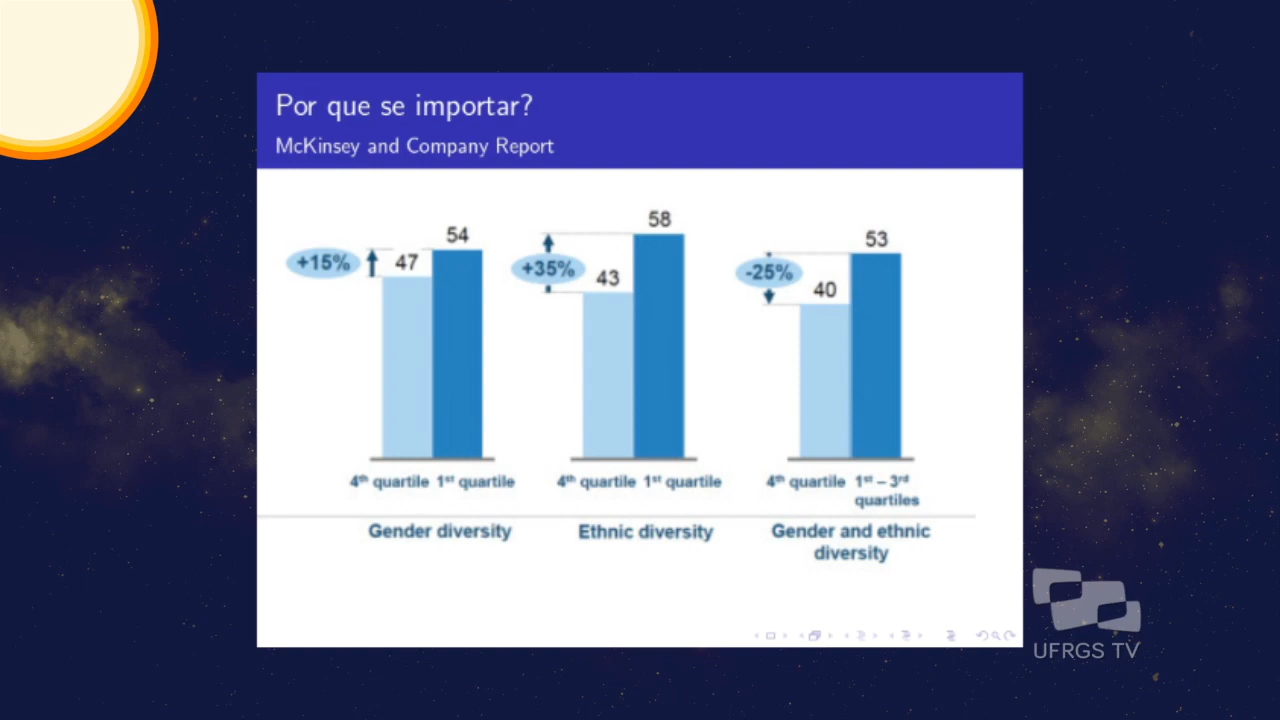 Por que se importar?
McKinsey and Company Report
+15%
47
54
+35%
43
58
-25%
40
53
4th quartile 1st quartile
4th quartile 1st quartile
4th quartile 1st – 3rd
quartiles
Gender diversity
Ethnic diversity
Gender and ethnic
diversity
UFRGS TV